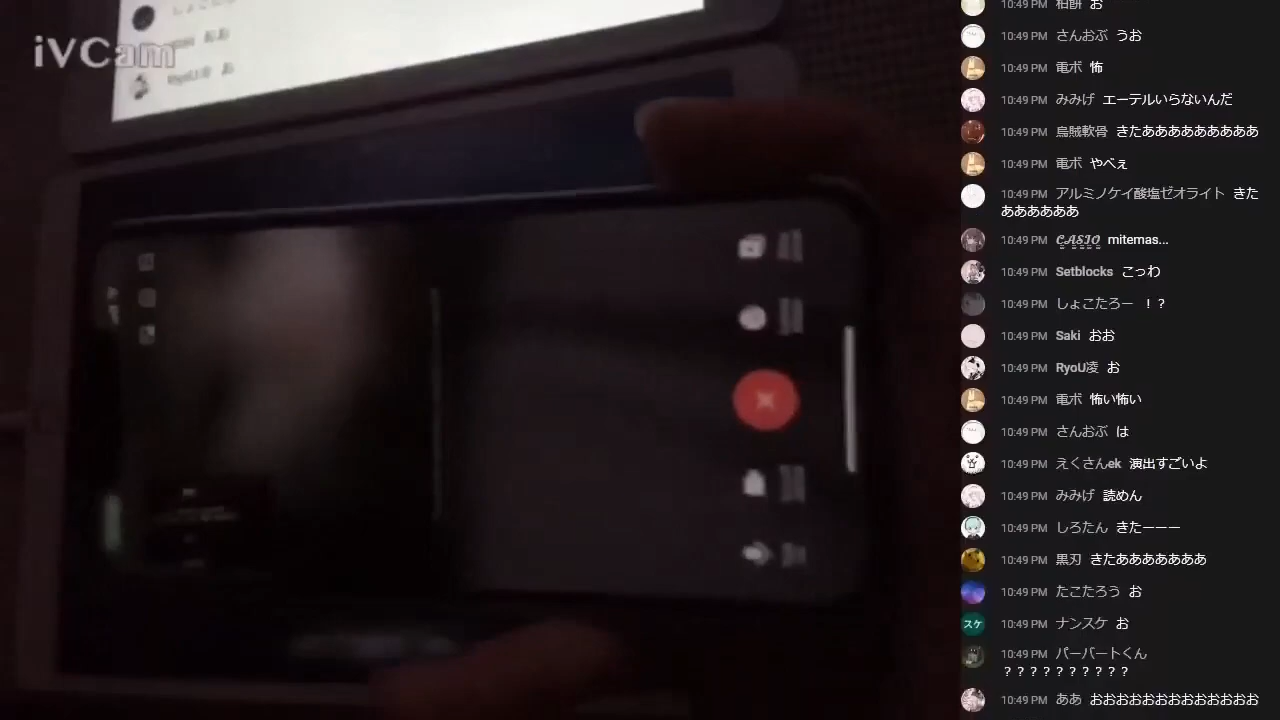 iVCam
10:49 PM 柏餅 お
10:49 PM さんおぶ うお
10:49 PM 電ボ 怖
10:49 PM みみげ エーテルいらないんだ
10:49 PM 烏賊軟骨 きたあああああああああ
10:49 PM 電ボ やべぇ
10:49 PM アルミノケイ酸塩ゼオライト きた
ああああああ
10:49 PM CASIO mitemas...
10:49 PM Setblocks こっわ
10:49 PM しょこたろー ！？
10:49 PM Saki おお
10:49 PM RyoU凌 お
10:49 PM 電ボ 怖い怖い
10:49 PM さんおぶ は
10:49 PM えくさんek 演出すごいよ
10:49 PM みみげ 読めん
10:49 PM しろたん きたーーー
10:49 PM 黒刃 きたあああああああ
10:49 PM たこたろう お
スケ 10:49 PM ナンスケ お
10:49 PM パーバートくん
？？？？？？？？？？
10:49 PM ああ おおおおおおおおおおおおお